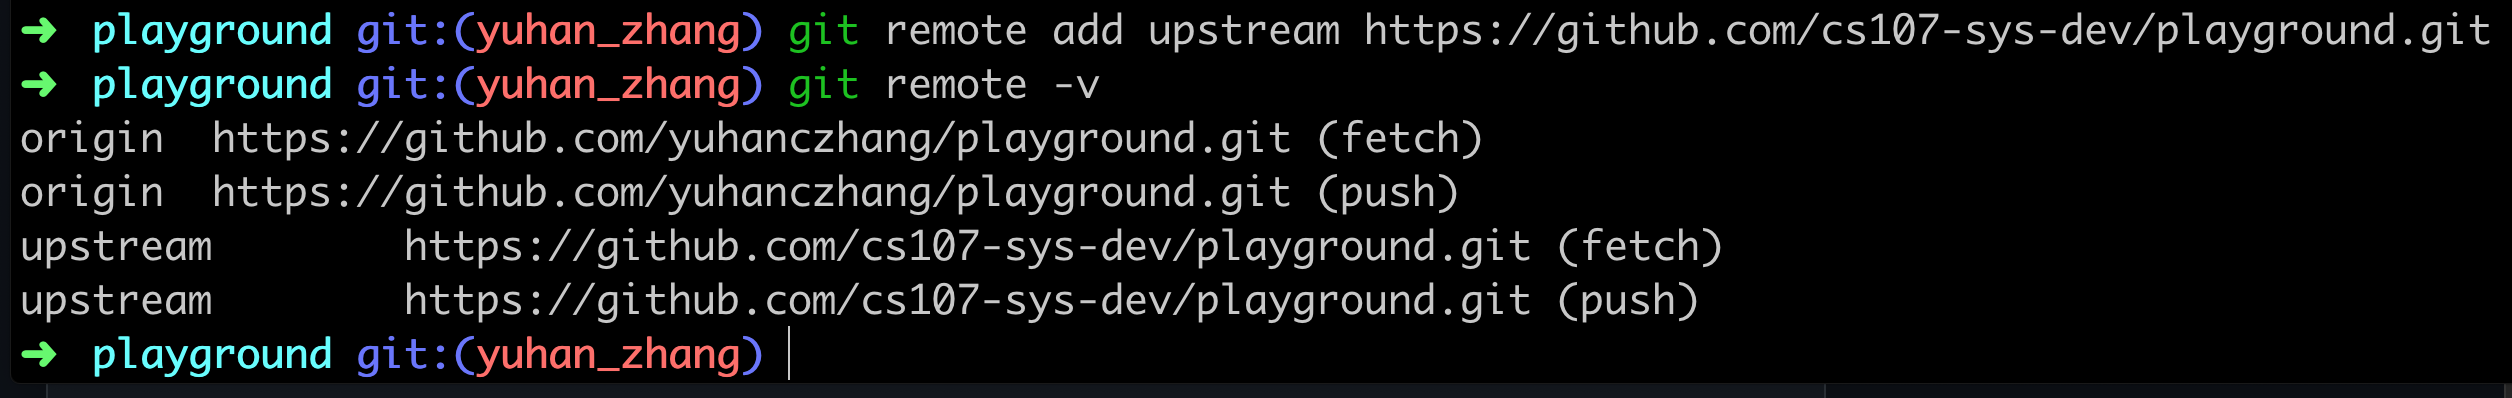 ➜ playground git:(yuhan_zhang) git remote add upstream https://github.com/cs107-sys-dev/playground.git
➜ playground git:(yuhan_zhang) git remote -v
origin  https://github.com/yuhanczhang/playground.git (fetch)
origin  https://github.com/yuhanczhang/playground.git (push)
upstream        https://github.com/cs107-sys-dev/playground.git (fetch)
upstream        https://github.com/cs107-sys-dev/playground.git (push)
➜ playground git:(yuhan_zhang)